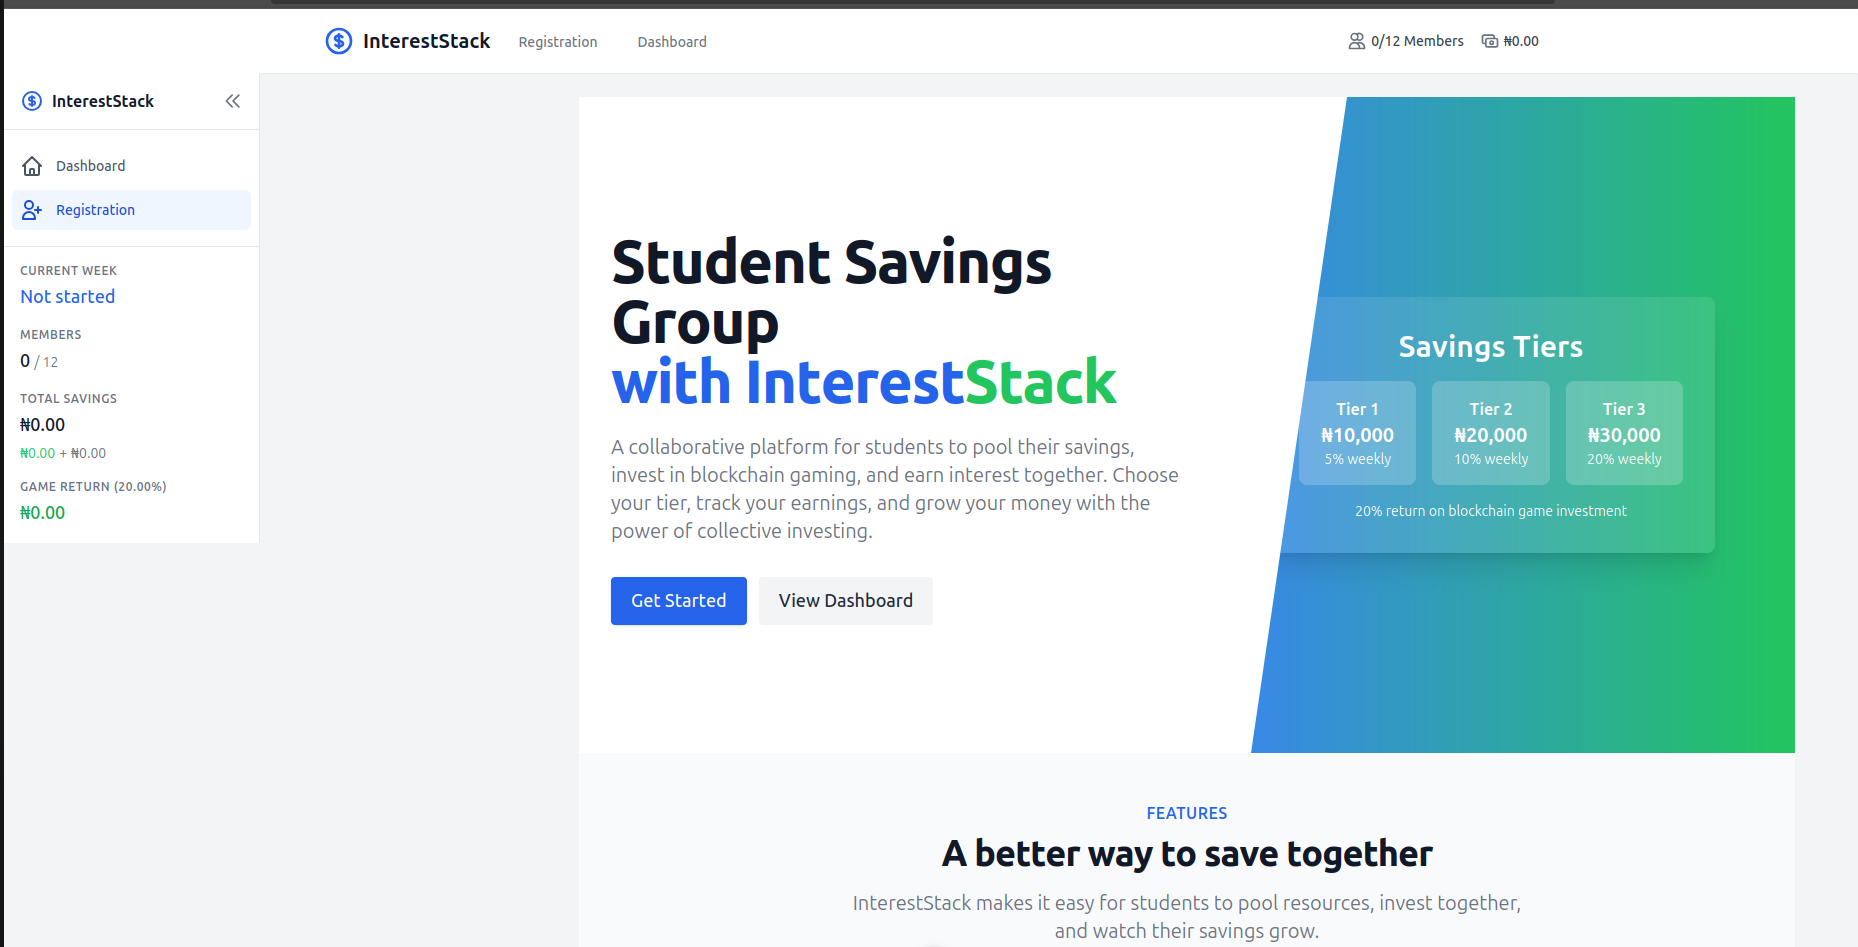 InterestStack
Registration
Dashboard
0/12 Members
₦0.00
InterestStack
Dashboard
Registration
CURRENT WEEK
Not started
MEMBERS
0 / 12
TOTAL SAVINGS
₦0.00
₦0.00 + ₦0.00
GAME RETURN (20.00%)
₦0.00
Student Savings
Group
with InterestStack
A collaborative platform for students to pool their savings,
invest in blockchain gaming, and earn interest together. Choose
your tier, track your earnings, and grow your money with the
power of collective investing.
Get Started
View Dashboard
Savings Tiers
Tier 1
₦10,000
5% weekly
Tier 2
₦20,000
10% weekly
Tier 3
₦30,000
20% weekly
20% return on blockchain game investment
FEATURES
A better way to save together
InterestStack makes it easy for students to pool resources, invest together,
and watch their savings grow.